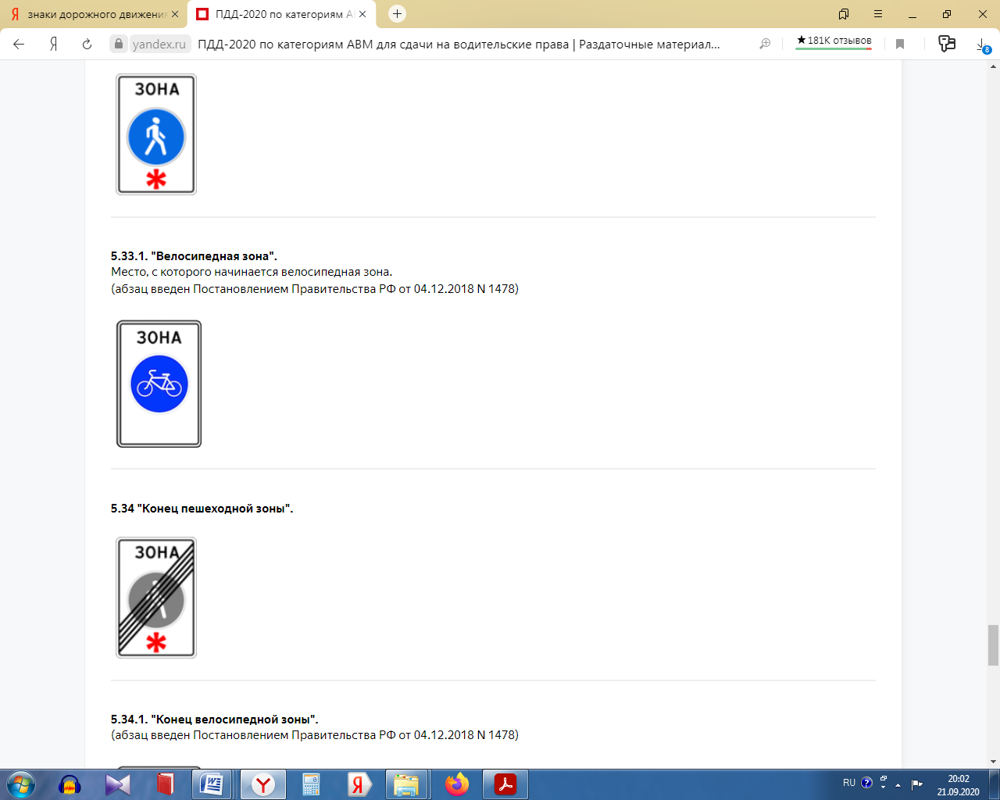 знаки дорожного движения
ПДД-2020 по категориям А
yandex.ru
ПДД-2020 по категориям АВМ для сдачи на водительские права | Раздаточные материал...
★181K отзывов
8
ЗОНА
5.33.1. "Велосипедная зона".
Место, с которого начинается велосипедная зона.
(абзац введен Постановлением Правительства РФ от 04.12.2018 N 1478)
ЗОНА
5.34 "Конец пешеходной зоны".
ЗОНА
5.34.1. "Конец велосипедной зоны".
(абзац введен Постановлением Правительства РФ от 04.12.2018 N 1478)
RU
20:02
21.09.2020